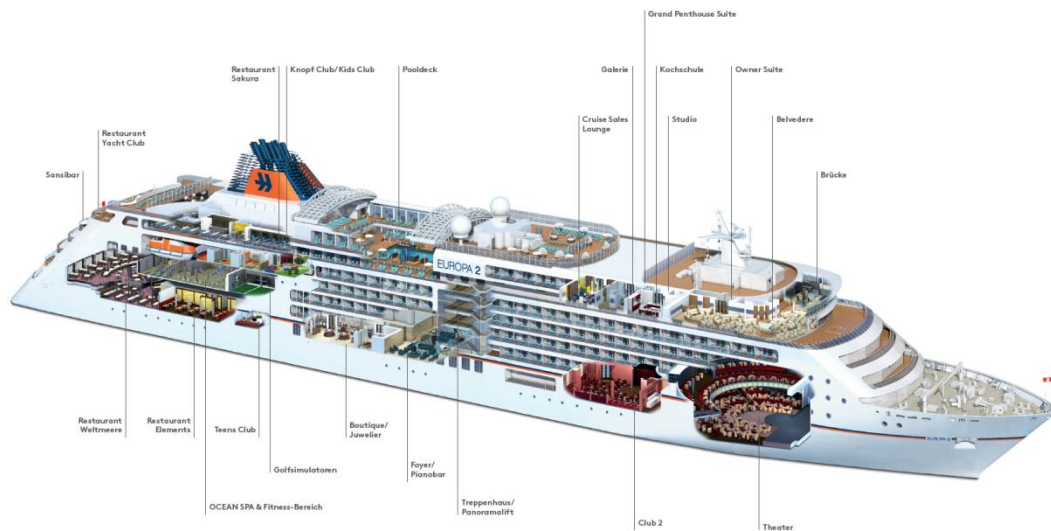 Grand Penthouse Suite
Restaurant
Sakura
Knopf Club/Kids Club
Pooldeck
Galerie
Kochschule
Owner Suite
Restaurant
Yacht Club
Cruise Sales
Lounge
Studio
Belvedere
Sansibar
Brücke
EUROPA 2
EUROPA 2
Restaurant
Weltmeere
Restaurant
Elements
Teens Club
Boutique/
Juwelier
Golfsimulatoren
Foyer/
Pianobar
OCEAN SPA & Fitness-Bereich
Treppenhaus/
Panoramalift
Club 2
Theater